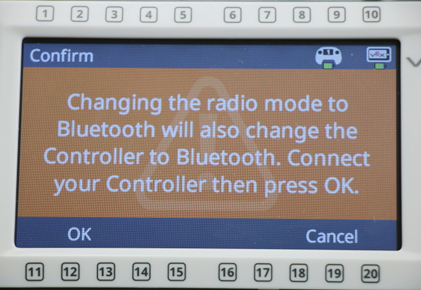 1 2 3 4 5 6 7 8 9 10
Confirm
1
Changing the radio mode to
Bluetooth will also change the
Controller to Bluetooth. Connect
your Controller then press OK.
OK Cancel
11 12 13 14 15 16 17 18 19 20